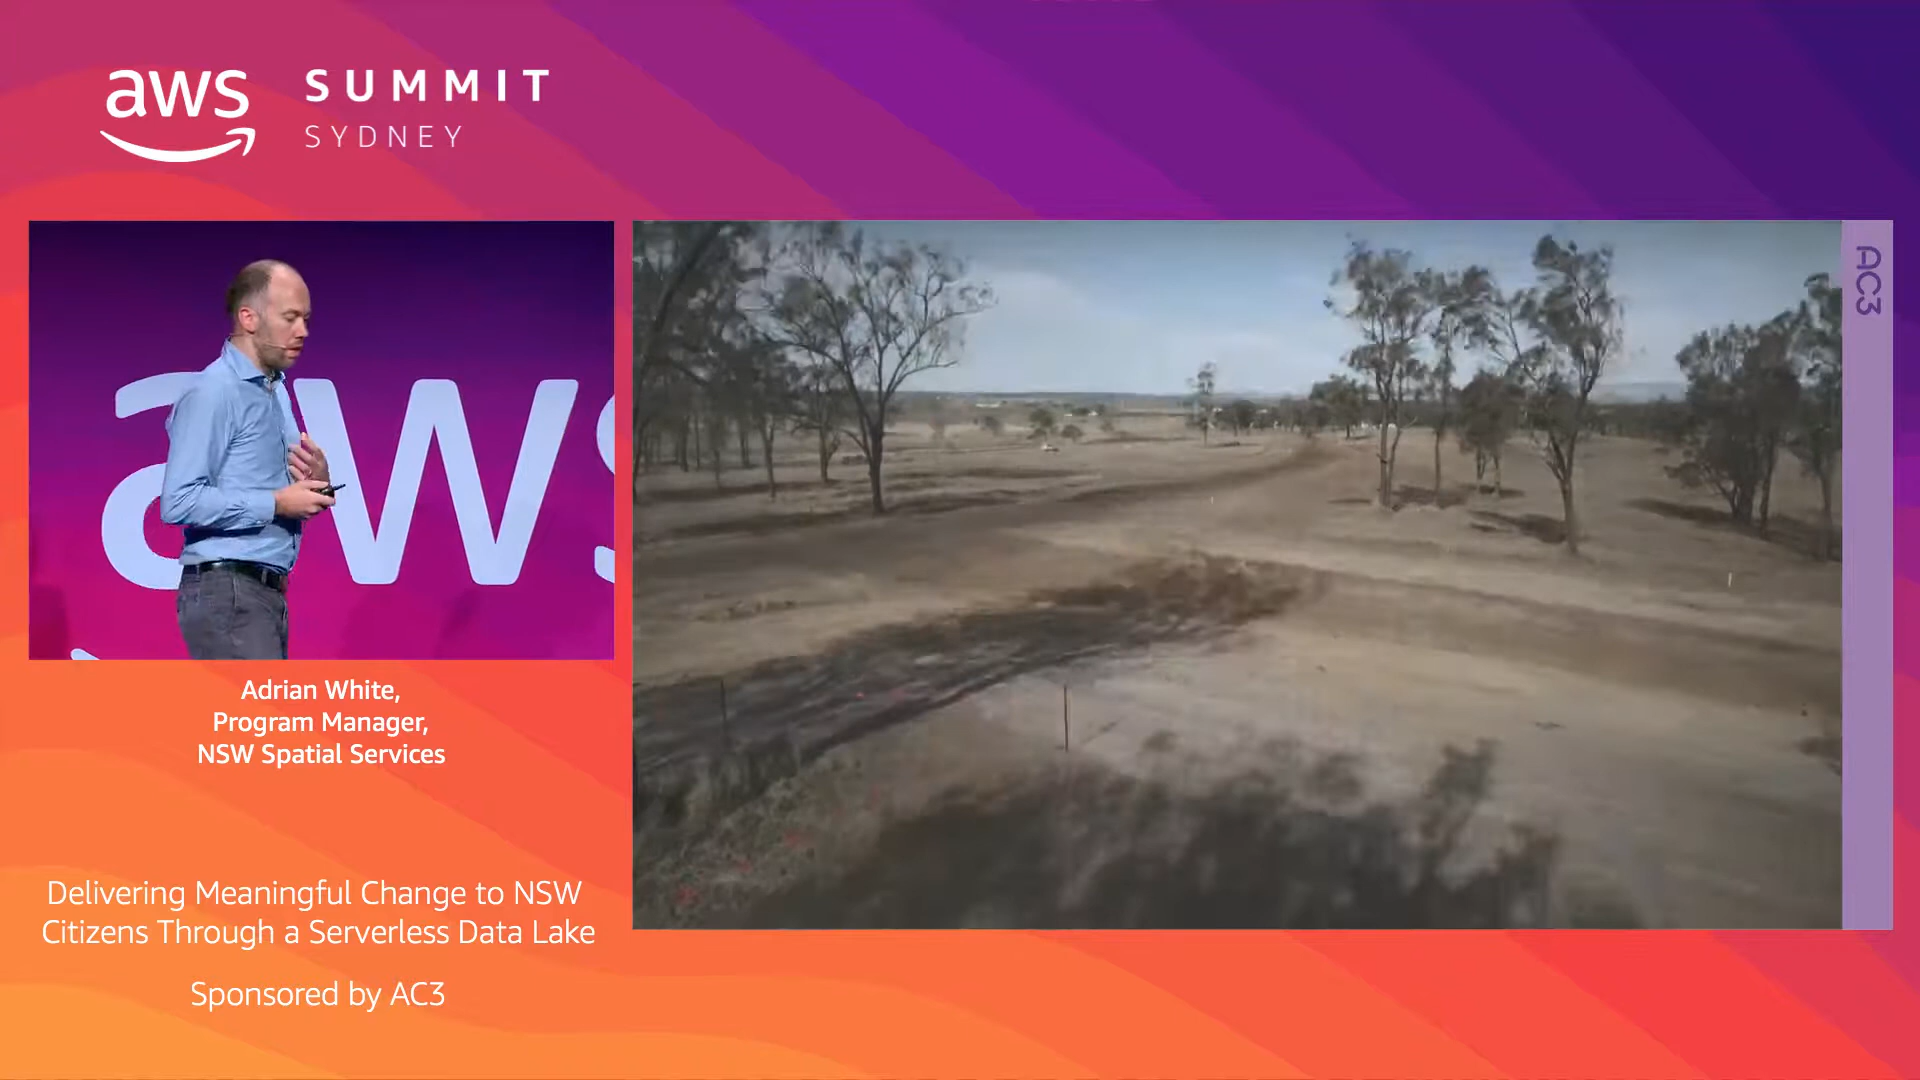 aws
SUMMIT
SYDNEY
aws
AC3
Adrian White,
Program Manager,
NSW Spatial Services
Delivering Meaningful Change to NSW
Citizens Through a Serverless Data Lake
Sponsored by AC3